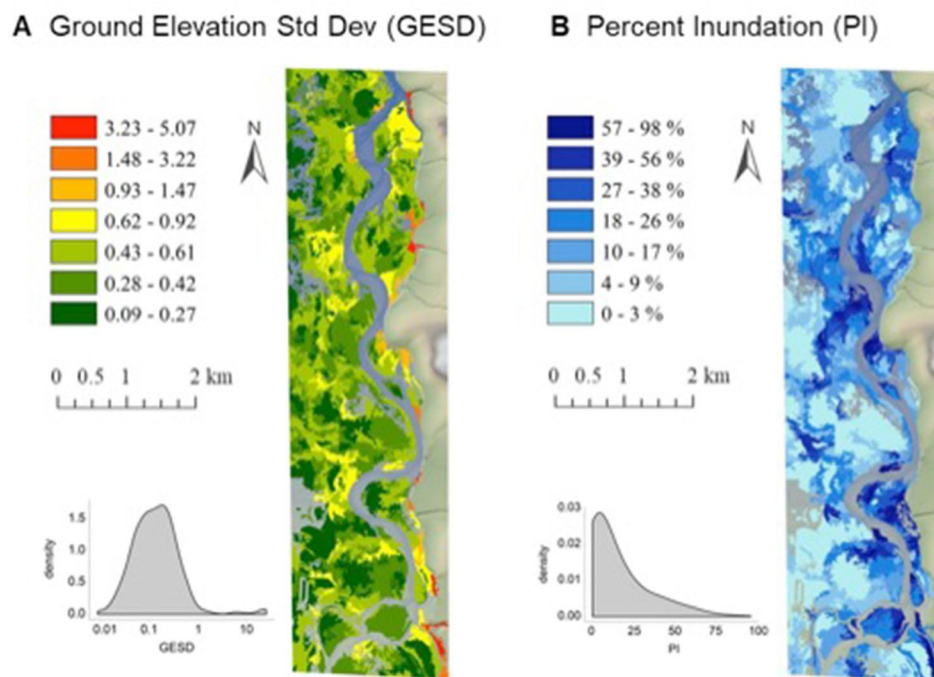 A Ground Elevation Std Dev (GESD)
3.23 - 5.07
1.48 - 3.22
0.93 - 1.47
0.62 - 0.92
0.43 - 0.61
0.28 - 0.42
0.09 - 0.27
N
0 0.5 1 2 km
1.5
1.0
0.5
0.0
density
0.01 0.1 1 10
GESD
B Percent Inundation (PI)
57 - 98 %
39 - 56 %
27 - 38 %
18 - 26 %
10 - 17 %
4 - 9 %
0 - 3 %
N
0 0.5 1 2 km
0.03
0.02
0.01
0.00
density
0 25 50 75 100
PI